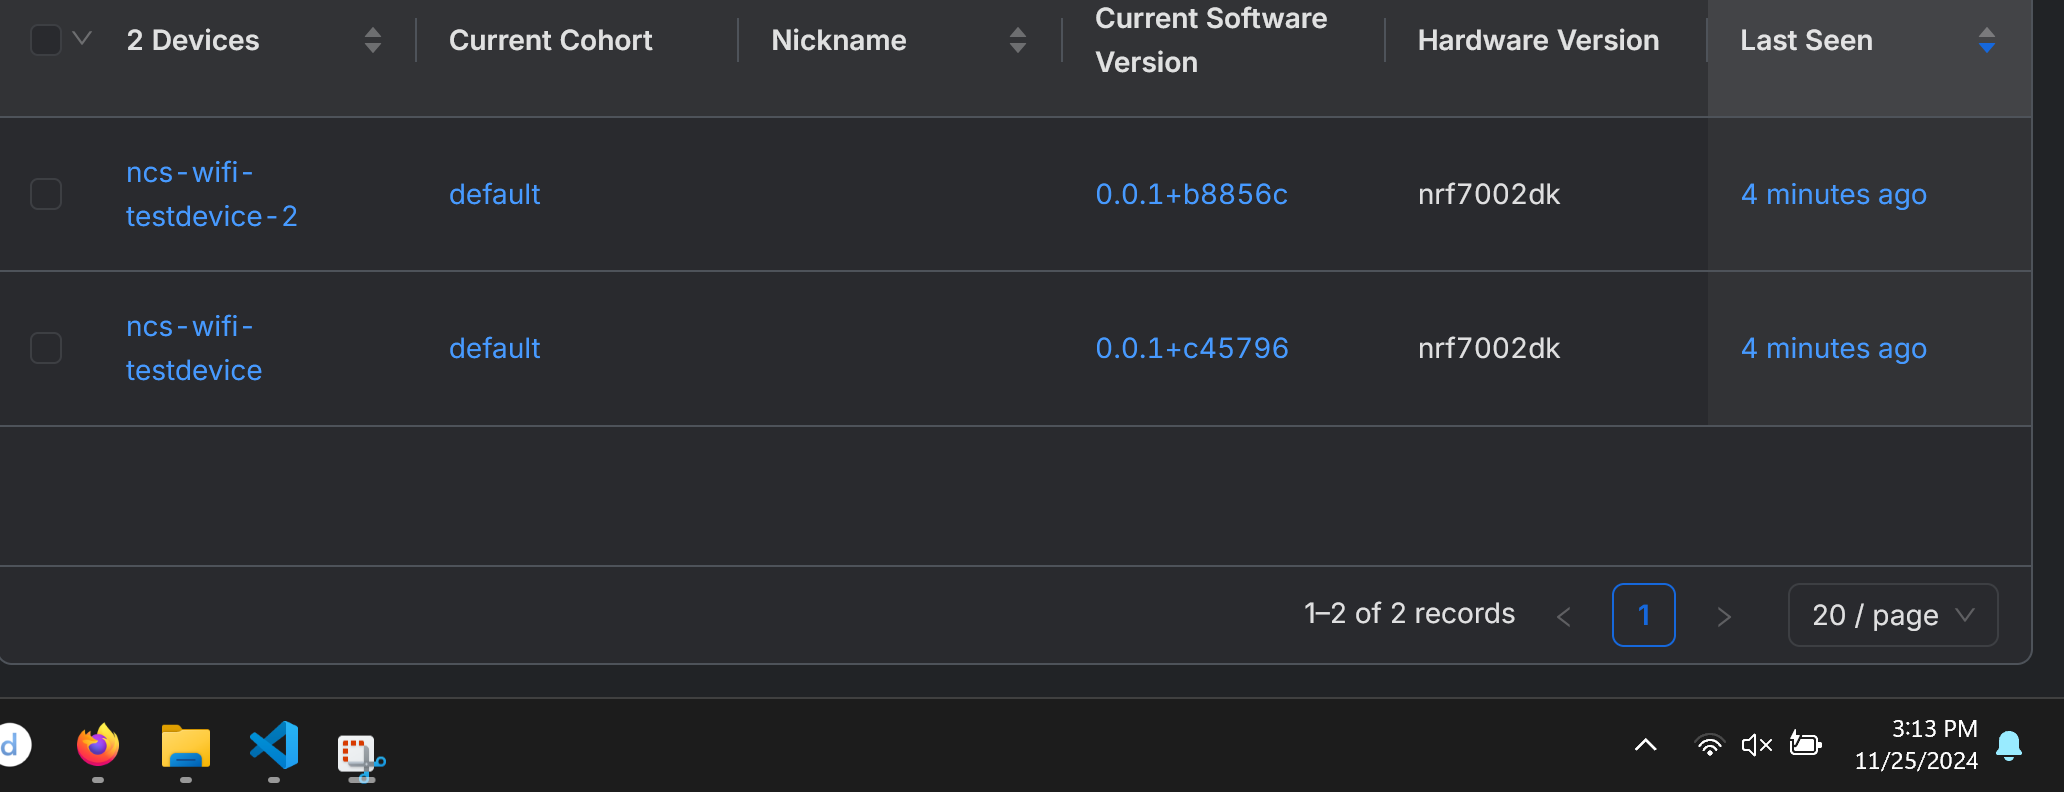 2 Devices
Current Cohort
Nickname
Current Software
Version
Hardware Version
Last Seen
ncs-wifi-
testdevice-2
default
0.0.1+b8856c
nrf7002dk
4 minutes ago
ncs-wifi-
testdevice
default
0.0.1+c45796
nrf7002dk
4 minutes ago
1–2 of 2 records
1
20 / page
d
3:13 PM
11/25/2024